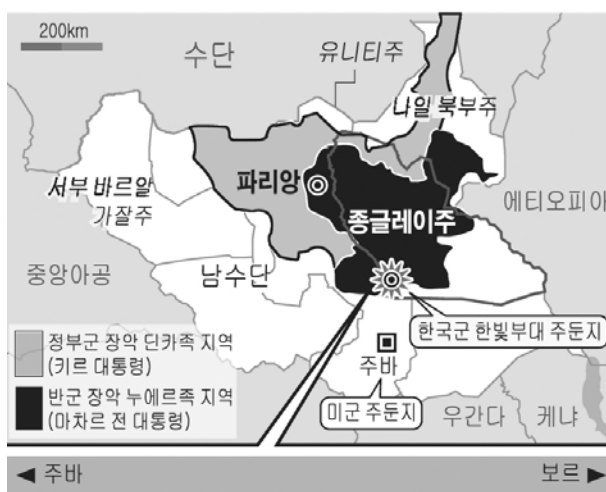 200km
수단
유니티주
나일 북부주
서부 바르알
가잘주
파리앙
종글레이주
에티오피아
중앙아공
남수단
한국군 한빛부대 주둔지
정부군 장악 딘카족 지역
(키르 대통령)
주바
반군 장악 누에르족 지역
(마차르 전 대통령)
미군 주둔지
우간다
케냐
◀ 주바
보르 ▶